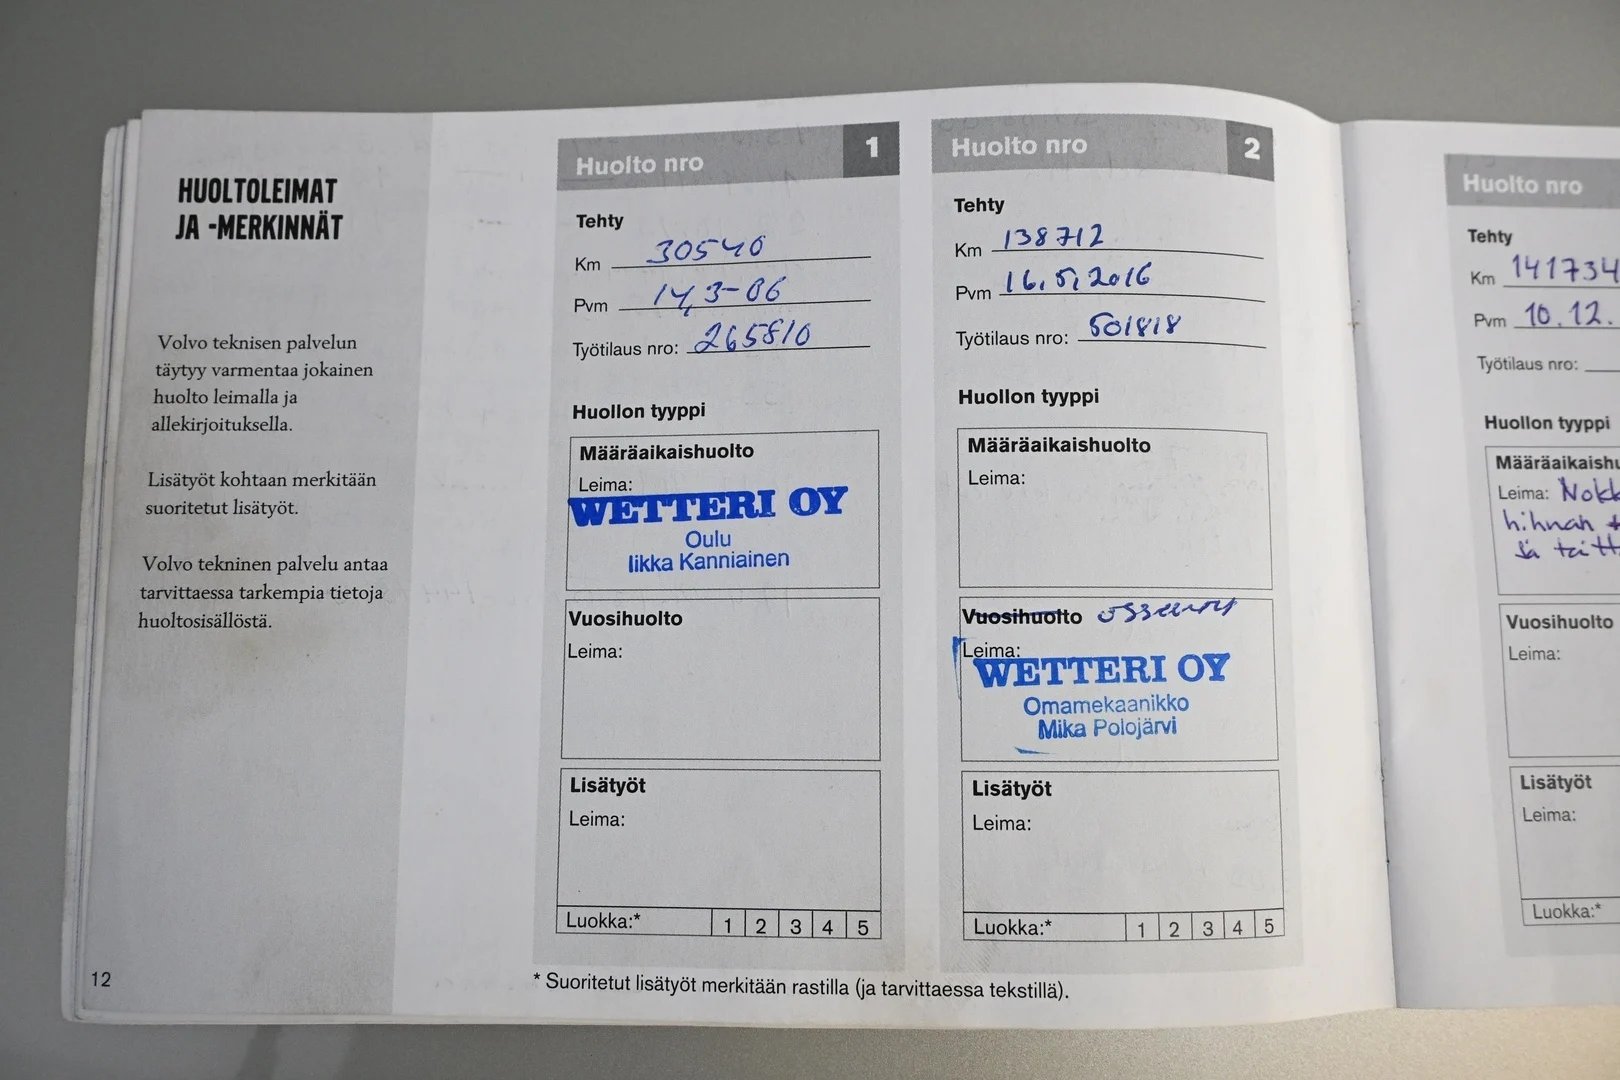 HUOLTOLEIMAT
JA -MERKINNÄT
Volvo teknisen palvelun
täytyy varmentaa jokainen
huolto leimalla ja
allekirjoituksella.
Lisätyöt kohtaan merkitään
suoritetut lisätyöt.
Volvo tekninen palvelu antaa
tarvittaessa tarkempia tietoja
huoltosisällöstä.
12
Huolto nro 1
Tehty
Km 30540
Pvm 14,3-06
Työtilaus nro: 265810
Huollon tyyppi
Määräaikaishuolto
Leima:
WETTERI OY
Oulu
Iikka Kanniainen
Vuosihuolto
Leima:
Lisätyöt
Leima:
Luokka:* 1 2 3 4 5
Huolto nro 2
Tehty
Km 138712
Pvm 16.5.2016
Työtilaus nro: 501818
Huollon tyyppi
Määräaikaishuolto
Leima:
Vuosihuolto
Leima:
WETTERI OY
Omamekaanikko
Mika Polojärvi
Lisätyöt
Leima:
Luokka:* 1 2 3 4 5
* Suoritetut lisätyöt merkitään rastilla (ja tarvittaessa tekstillä).
Huolto nro
Tehty
Km 141734
Pvm 10.12.
Työtilaus nro:
Huollon tyyppi
Määräaikaishu
Leima: Nokk
hihnan +
Vuosihuolto
Leima:
Lisätyöt
Leima:
Luokka:*